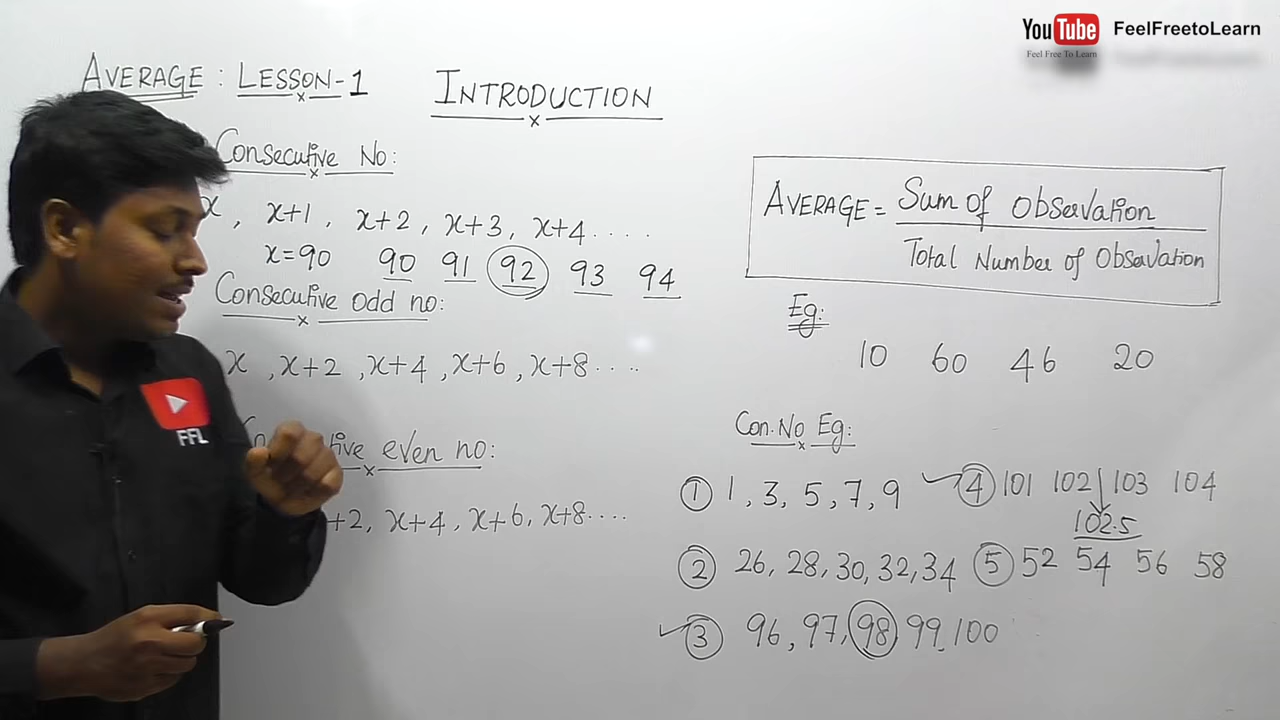 YouTube FeelFreetoLearn
Feel Free To Learn
AVERAGE : LESSON-1
INTRODUCTION
Consecutive No:
x, x+1, x+2, x+3, x+4....
x=90 90 91 92 93 94
Consecutive odd no:
x, x+2, x+4, x+6, x+8....
tive even no:
+2, x+4, x+6, x+8....
FFL
AVERAGE = Sum of Observation
Total Number of Observation
Eg:
10 60 46 20
Con.No Eg:
① 1, 3, 5, 7, 9
② 26, 28, 30, 32, 34
✓③ 96, 97, 98 99, 100
✓④ 101 102 103 104
102.5
⑤ 52 54 56 58